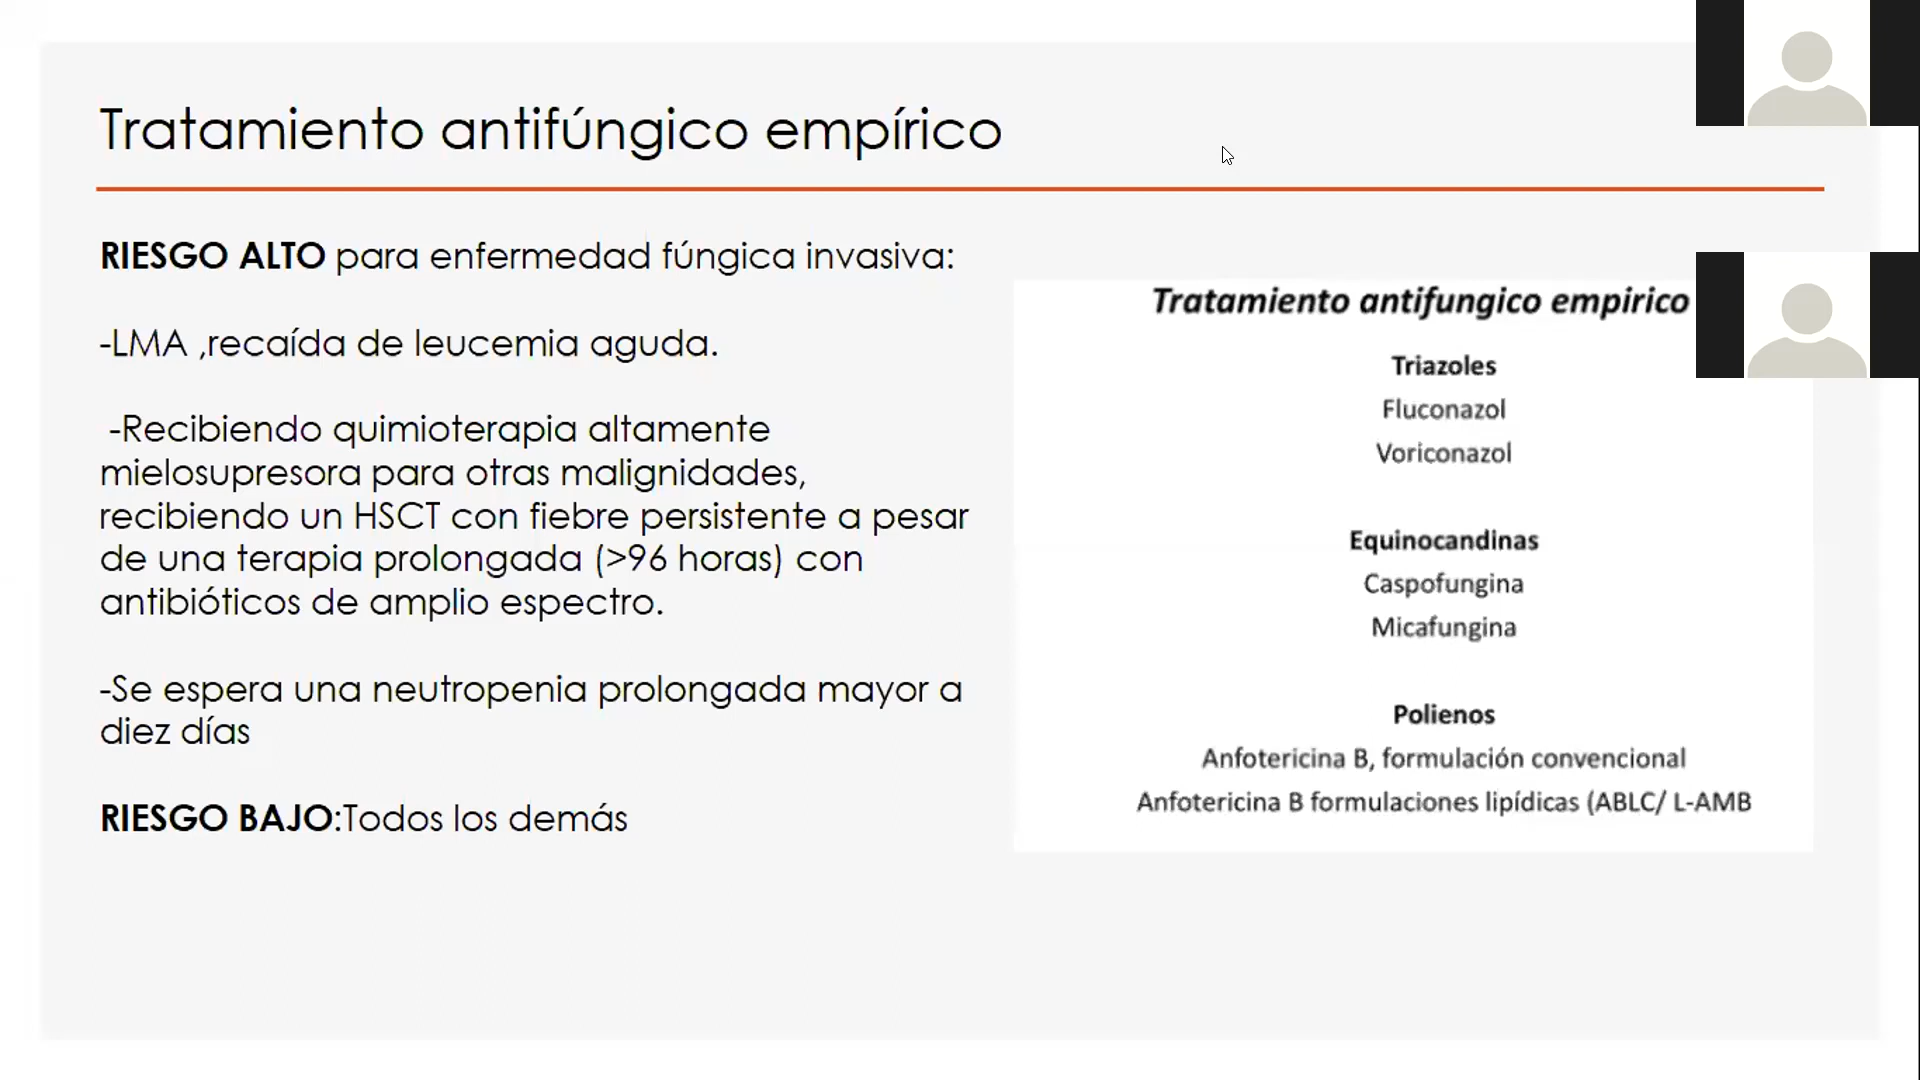 Tratamiento antifúngico empírico
RIESGO ALTO para enfermedad fúngica invasiva:
-LMA ,recaída de leucemia aguda.
-Recibiendo quimioterapia altamente
mielosupresora para otras malignidades,
recibiendo un HSCT con fiebre persistente a pesar
de una terapia prolongada (>96 horas) con
antibióticos de amplio espectro.
-Se espera una neutropenia prolongada mayor a
diez días
RIESGO BAJO:Todos los demás
Tratamiento antifungico empirico
Triazoles
Fluconazol
Voriconazol
Equinocandinas
Caspofungina
Micafungina
Polienos
Anfotericina B, formulación convencional
Anfotericina B formulaciones lipídicas (ABLC/ L-AMB